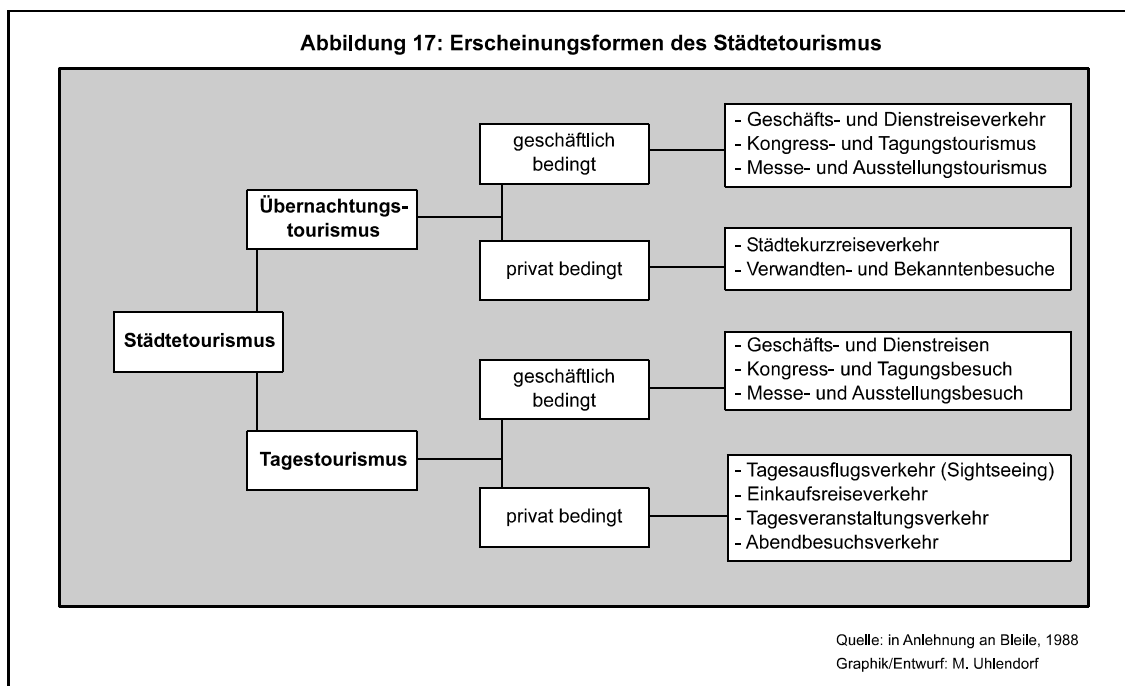 Abbildung 17: Erscheinungsformen des Städtetourismus
Städtetourismus
Übernachtungs-
tourismus
geschäftlich
bedingt
- Geschäfts- und Dienstreiseverkehr
- Kongress- und Tagungstourismus
- Messe- und Ausstellungstourismus
privat bedingt
- Städtekurzreiseverkehr
- Verwandten- und Bekanntenbesuche
Tagestourismus
geschäftlich
bedingt
- Geschäfts- und Dienstreisen
- Kongress- und Tagungsbesuch
- Messe- und Ausstellungsbesuch
privat bedingt
- Tagesausflugsverkehr (Sightseeing)
- Einkaufsreiseverkehr
- Tagesveranstaltungsverkehr
- Abendbesuchsverkehr
Quelle: in Anlehnung an Bleile, 1988
Graphik/Entwurf: M. Uhlendorf